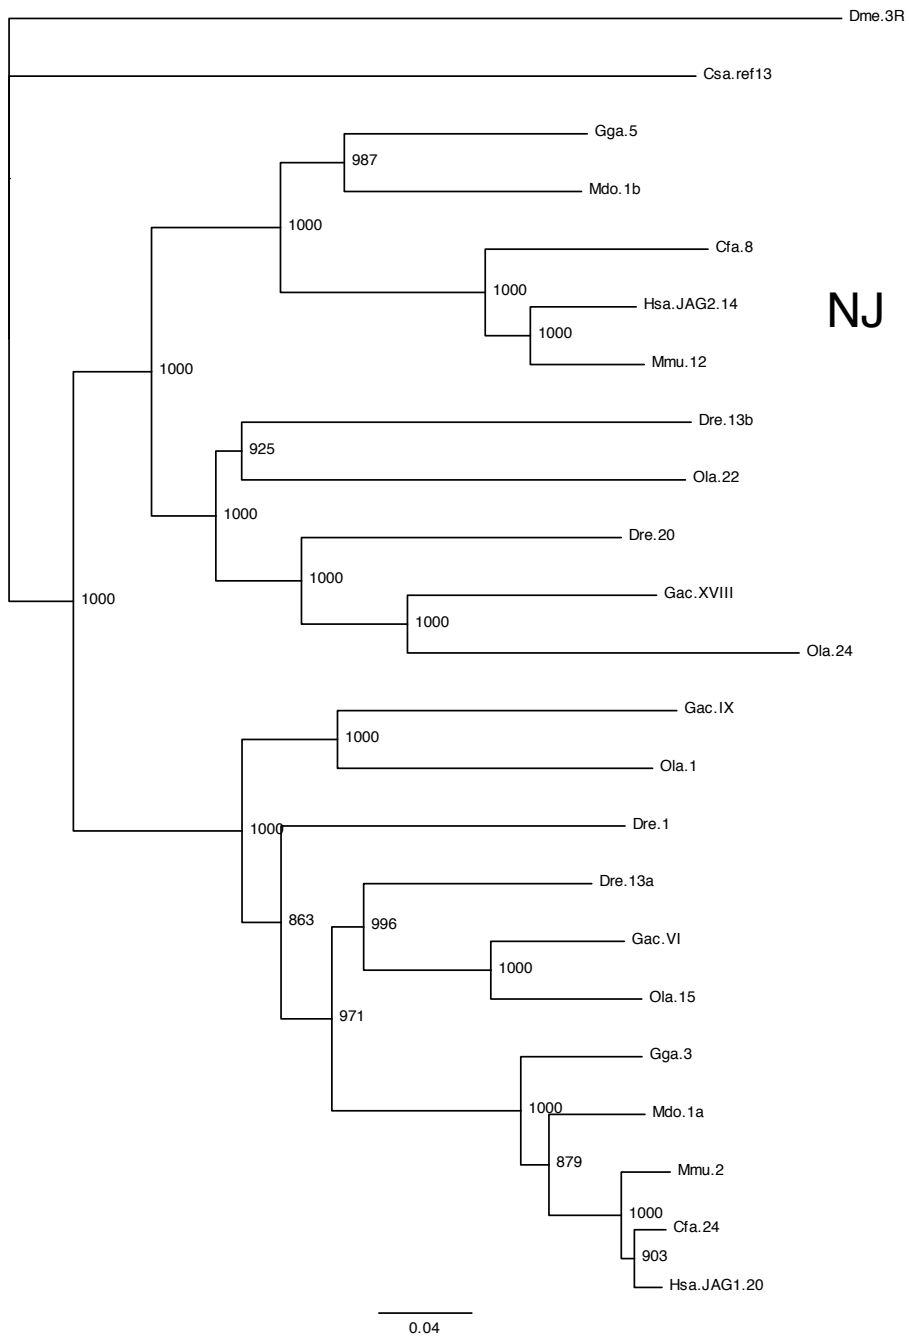 Dme.3R
Csa.ref13
Gga.5
987
Mdo.1b
1000
Cfa.8
1000
Hsa.JAG2.14
NJ
1000
Mmu.12
1000
Dre.13b
925
Ola.22
1000
Dre.20
1000
Gac.XVIII
1000
1000
Ola.24
Gac.IX
1000
Ola.1
Dre.1
1000
Dre.13a
863
996
Gac.VI
1000
Ola.15
971
Gga.3
1000
Mdo.1a
879
Mmu.2
1000
Cfa.24
903
Hsa.JAG1.20
0.04